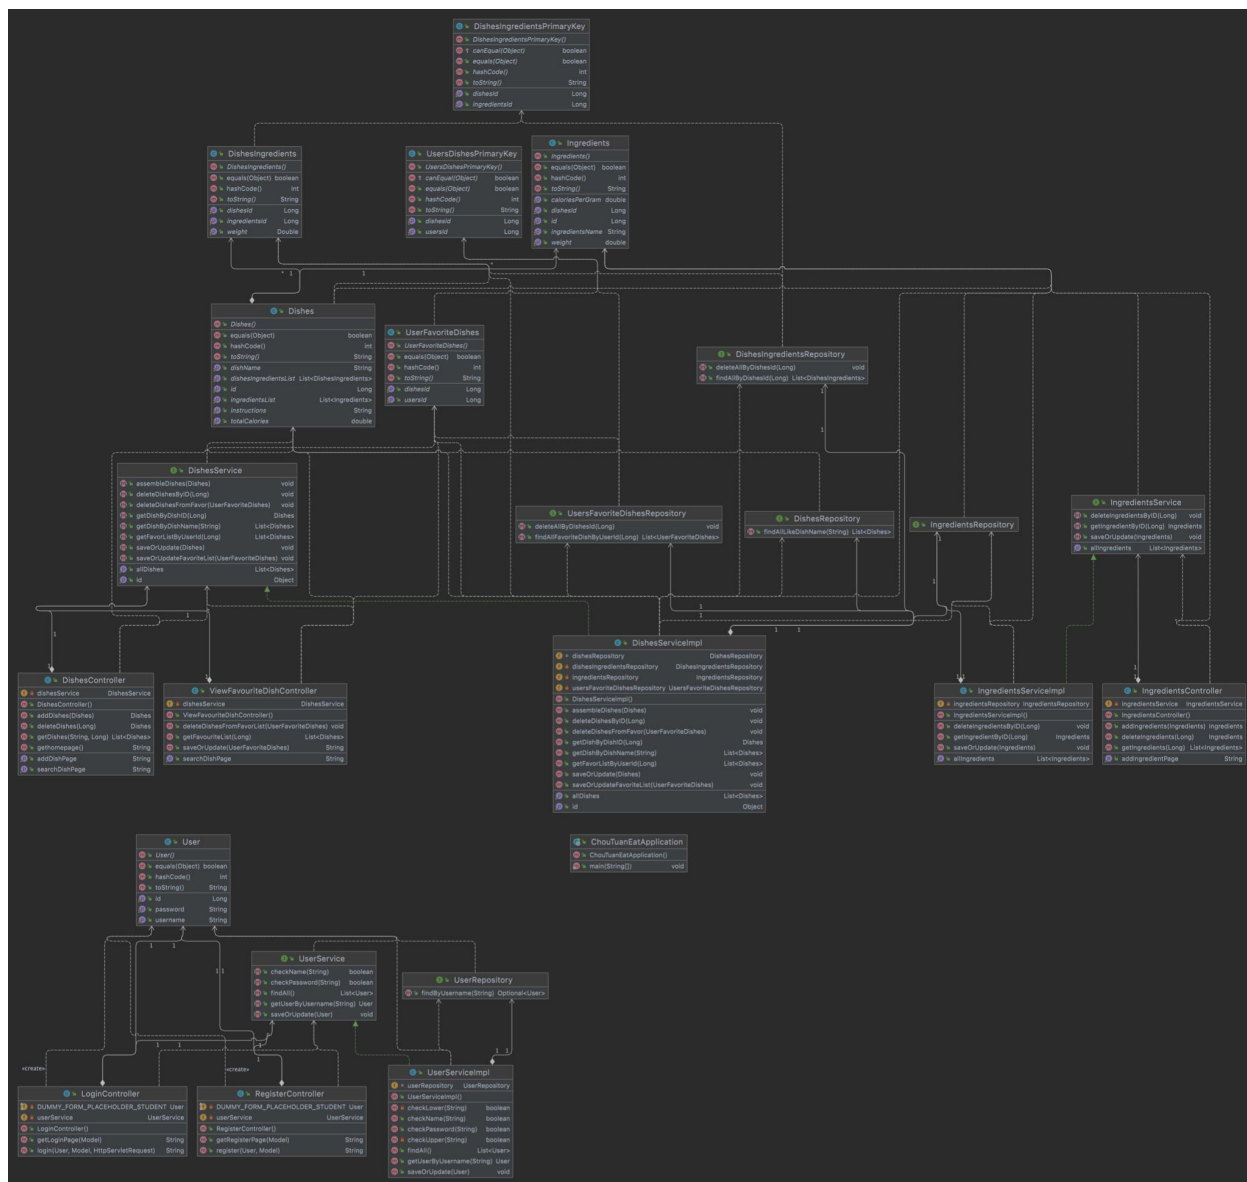 DishesIngredientsPrimaryKey
DishesIngredientsPrimaryKey()
canEqual(Object) boolean
equals(Object) boolean
hashCode() int
toString() String
dishesId Long
ingredientsId Long
DishesIngredients
DishesIngredients()
equals(Object) boolean
hashCode() int
toString() String
dishesId Long
ingredientsId Long
weight Double
UsersDishesPrimaryKey
UsersDishesPrimaryKey()
canEqual(Object) boolean
equals(Object) boolean
hashCode() int
toString() String
dishesId Long
usersId Long
Ingredients
Ingredients()
equals(Object) boolean
hashCode() int
toString() String
caloriesPerGram double
dishesId Long
id Long
ingredientsName String
weight double
* 1 1 *
Dishes
Dishes()
equals(Object) boolean
hashCode() int
toString() String
dishName String
dishesIngredientsList List<DishesIngredients>
id Long
ingredientsList List<Ingredients>
instructions String
totalCalories double
UserFavoriteDishes
UserFavoriteDishes()
equals(Object) boolean
hashCode() int
toString() String
dishesId Long
usersId Long
DishesIngredientsRepository
deleteAllByDishesId(Long) void
findAllByDishesId(Long) List<DishesIngredients>
1
1
DishesService
assembleDishes(Dishes) void
deleteDishesByID(Long) void
deleteDishesFromFavor(UserFavoriteDishes) void
getDishByDishID(Long) Dishes
getDishByDishName(String) List<Dishes>
getFavorListByUserId(Long) List<Dishes>
saveOrUpdate(Dishes) void
saveOrUpdateFavoriteList(UserFavoriteDishes) void
allDishes List<Dishes>
id Object
UsersFavoriteDishesRepository
deleteAllByDishesId(Long) void
findAllFavoriteDishByUserId(Long) List<UserFavoriteDishes>
DishesRepository
findAllLikeDishName(String) List<Dishes>
IngredientsRepository
IngredientsService
deleteIngredientsByID(Long) void
getIngredientByID(Long) Ingredients
saveOrUpdate(Ingredients) void
allIngredients List<Ingredients>
DishesController
dishesService DishesService
DishesController()
addDishes(Dishes) Dishes
deleteDishes(Long) Dishes
getDishes(String, Long) List<Dishes>
gethomepage() String
addDishPage String
searchDishPage String
ViewFavouriteDishController
dishesService DishesService
ViewFavouriteDishController()
deleteDishesFromFavorList(UserFavoriteDishes) void
getFavouriteList(Long) List<Dishes>
saveOrUpdate(UserFavoriteDishes) String
searchDishPage String
DishesServiceImpl
dishesRepository DishesRepository
dishesIngredientsRepository DishesIngredientsRepository
ingredientsRepository IngredientsRepository
usersFavoriteDishesRepository UsersFavoriteDishesRepository
DishesServiceImpl()
assembleDishes(Dishes) void
deleteDishesByID(Long) void
deleteDishesFromFavor(UserFavoriteDishes) void
getDishByDishID(Long) Dishes
getDishByDishName(String) List<Dishes>
getFavorListByUserId(Long) List<Dishes>
saveOrUpdate(Dishes) void
saveOrUpdateFavoriteList(UserFavoriteDishes) void
allDishes List<Dishes>
id Object
IngredientsServiceImpl
ingredientsRepository IngredientsRepository
IngredientsServiceImpl()
deleteIngredientsByID(Long) void
getIngredientByID(Long) Ingredients
saveOrUpdate(Ingredients) void
allIngredients List<Ingredients>
IngredientsController
ingredientsService IngredientsService
IngredientsController()
addIngredients(Ingredients) Ingredients
deleteIngredients(Long) Ingredients
getIngredients(Long) List<Ingredients>
addIngredientPage String
User
User()
equals(Object) boolean
hashCode() int
toString() String
id Long
password String
username String
ChouTuanEatApplication
ChouTuanEatApplication()
main(String[]) void
UserService
checkName(String) boolean
checkPassword(String) boolean
findAll() List<User>
getUserByUsername(String) User
saveOrUpdate(User) void
UserRepository
findByUsername(String) Optional<User>
«create»
«create»
LoginController
DUMMY_FORM_PLACEHOLDER_STUDENT User
userService UserService
LoginController()
getLoginPage(Model) String
login(User, Model, HttpServletRequest) String
RegisterController
DUMMY_FORM_PLACEHOLDER_STUDENT User
userService UserService
RegisterController()
getRegisterPage(Model) String
register(User, Model) String
UserServiceImpl
userRepository UserRepository
UserServiceImpl()
checkLower(String) boolean
checkName(String) boolean
checkPassword(String) boolean
checkUpper(String) boolean
findAll() List<User>
getUserByUsername(String) User
saveOrUpdate(User) void